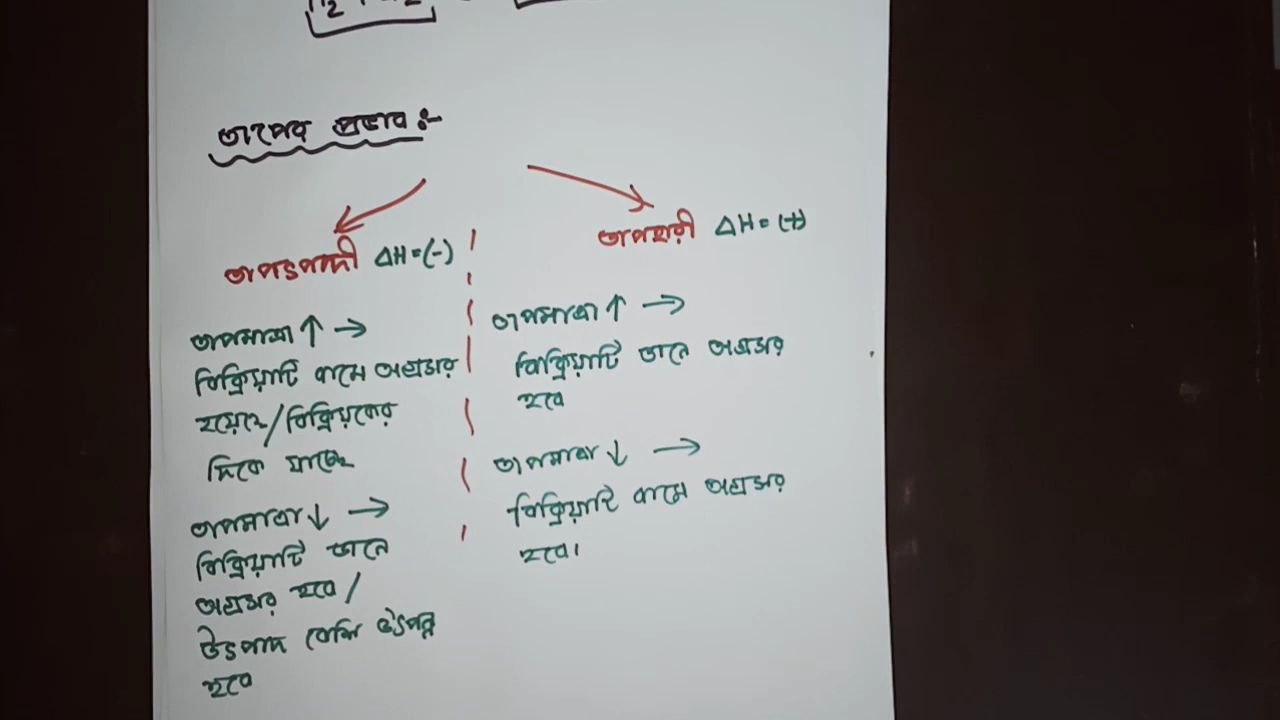 তাপের প্রভাব :-
তাপউৎপাদী ΔH = (-)
তাপমাত্রা ↑ →
বিক্রিয়াটি বামে অগ্রসর
হয়েছে/বিক্রিয়কের
দিকে যাচ্ছে
তাপমাত্রা ↓ →
বিক্রিয়াটি ডানে
অগ্রসর হবে /
উৎপাদ বেশি উৎপন্ন
হবে
তাপহারী ΔH = (+)
তাপমাত্রা ↑ →
বিক্রিয়াটি ডানে অগ্রসর
হবে
তাপমাত্রা ↓ →
বিক্রিয়াটি বামে অগ্রসর
হবে।